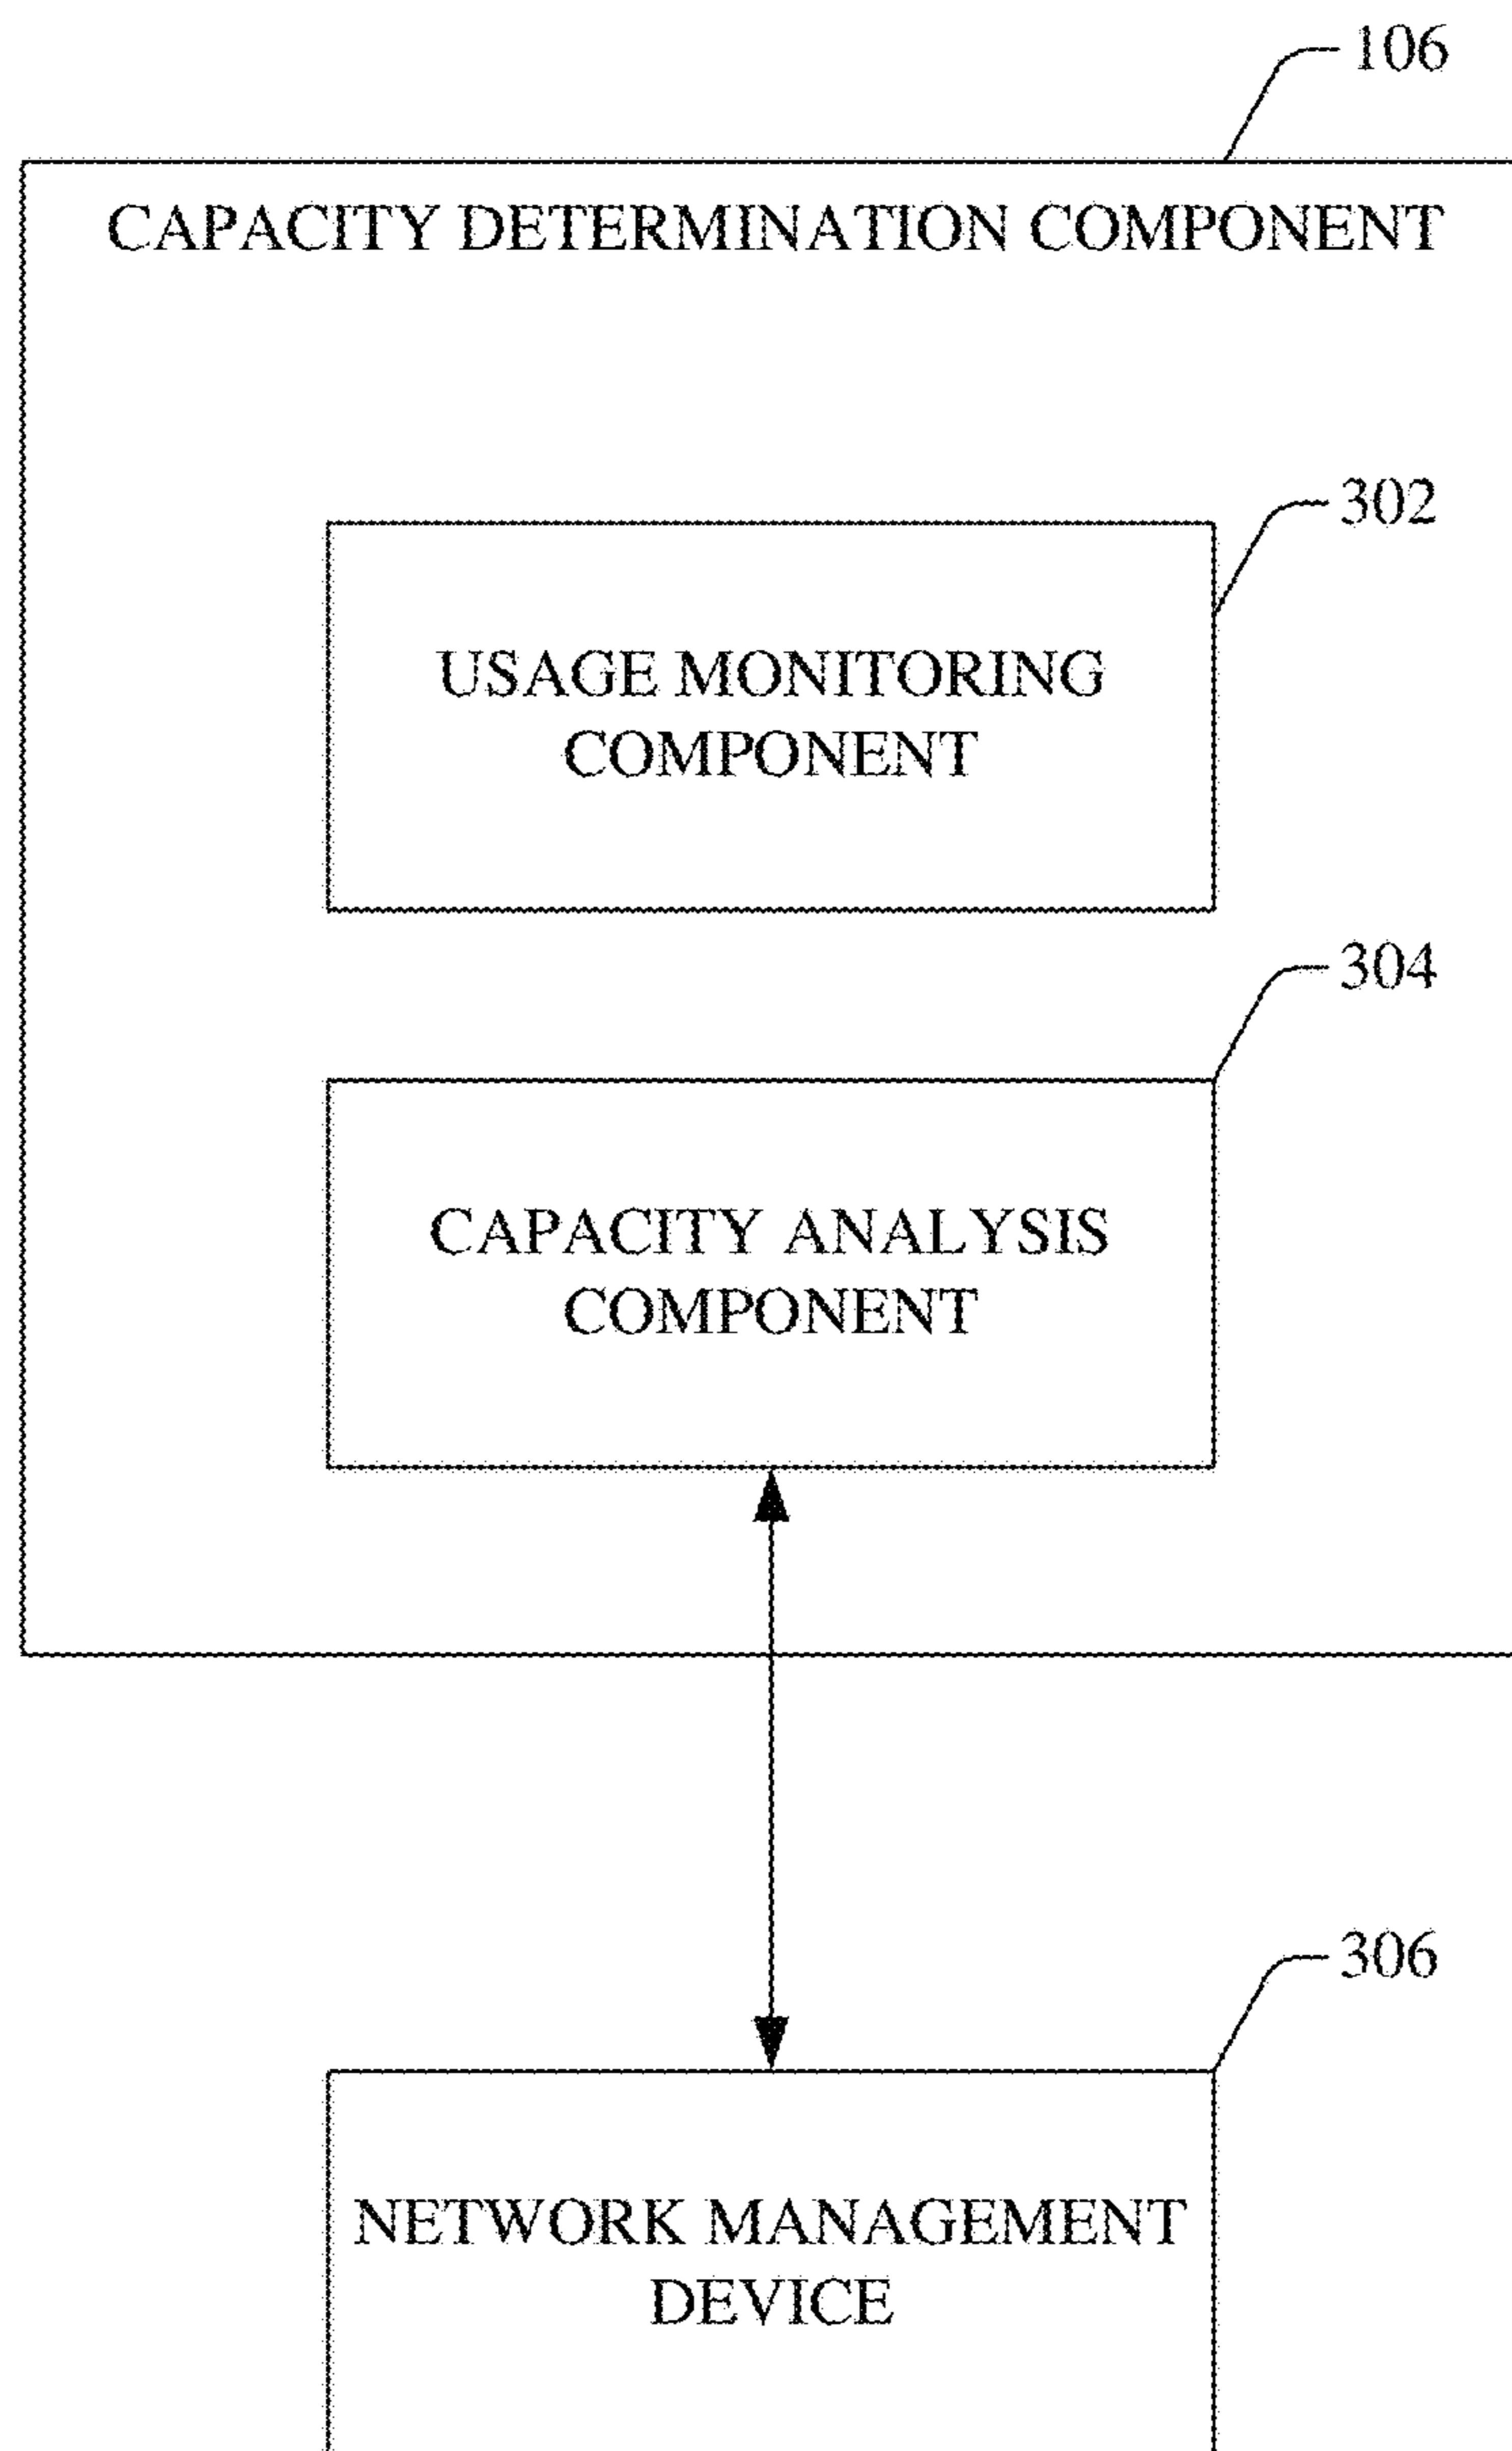 106
CAPACITY DETERMINATION COMPONENT
302
USAGE MONITORING
COMPONENT
304
CAPACITY ANALYSIS
COMPONENT
306
NETWORK MANAGEMENT
DEVICE